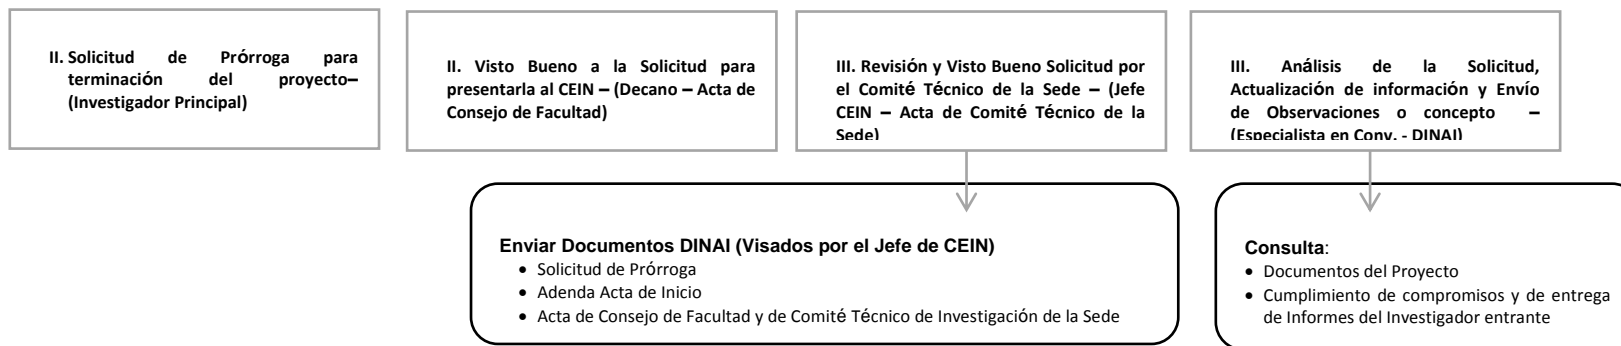 II. Solicitud de Prórroga para
terminación del proyecto–
(Investigador Principal)
II. Visto Bueno a la Solicitud para
presentarla al CEIN – (Decano – Acta de
Consejo de Facultad)
III. Revisión y Visto Bueno Solicitud por
el Comité Técnico de la Sede – (Jefe
CEIN – Acta de Comité Técnico de la
Sede)
III. Análisis de la Solicitud,
Actualización de información y Envío
de Observaciones o concepto –
(Especialista en Conv. - DINAI)
Enviar Documentos DINAI (Visados por el Jefe de CEIN)
• Solicitud de Prórroga
• Adenda Acta de Inicio
• Acta de Consejo de Facultad y de Comité Técnico de Investigación de la Sede
Consulta:
• Documentos del Proyecto
• Cumplimiento de compromisos y de entrega
de Informes del Investigador entrante